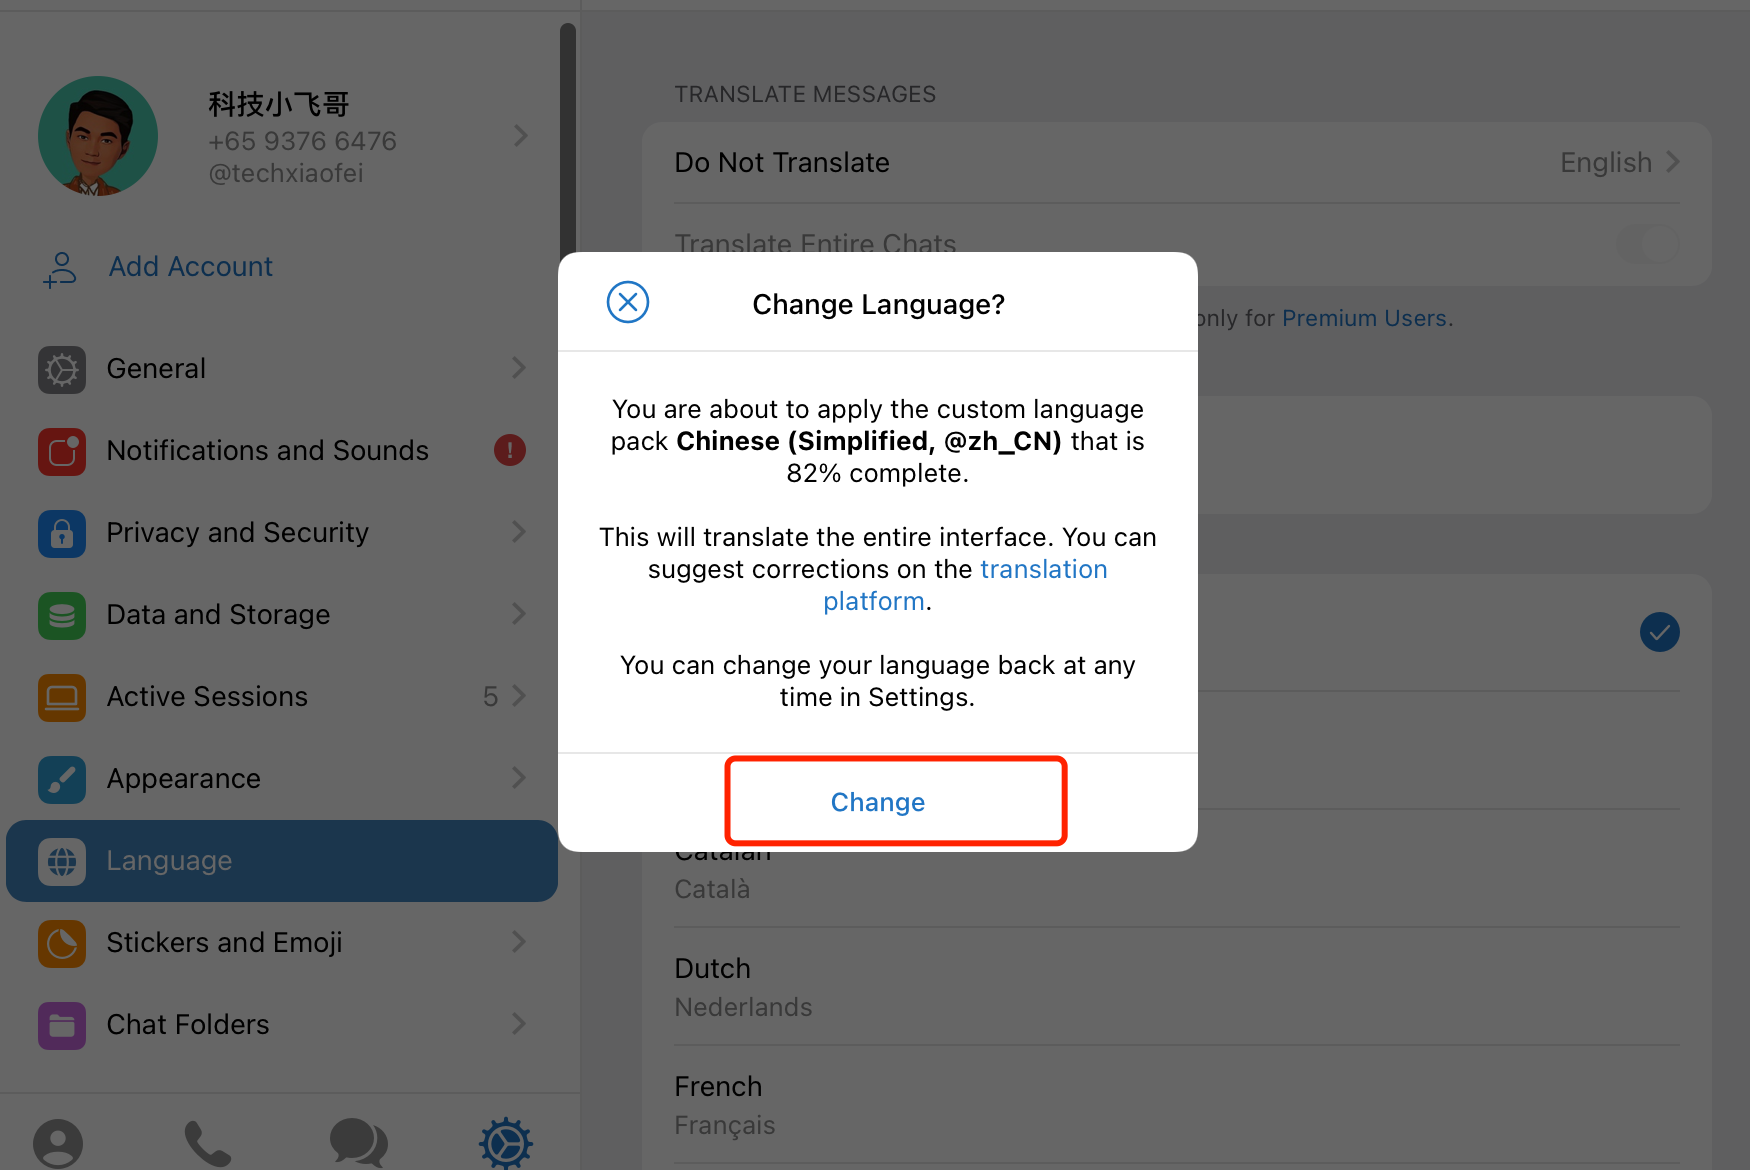 科技小飞哥
+65 9376 6476
@techxiaofei
Add Account
General
Notifications and Sounds
!
Privacy and Security
Data and Storage
Active Sessions 5
Appearance
Language
Stickers and Emoji
Chat Folders
TRANSLATE MESSAGES
Do Not Translate English
Translate Entire Chats
only for Premium Users.
Change Language?
You are about to apply the custom language
pack Chinese (Simplified, @zh_CN) that is
82% complete.
This will translate the entire interface. You can
suggest corrections on the translation
platform.
You can change your language back at any
time in Settings.
Change
Catalan
Català
Dutch
Nederlands
French
Français